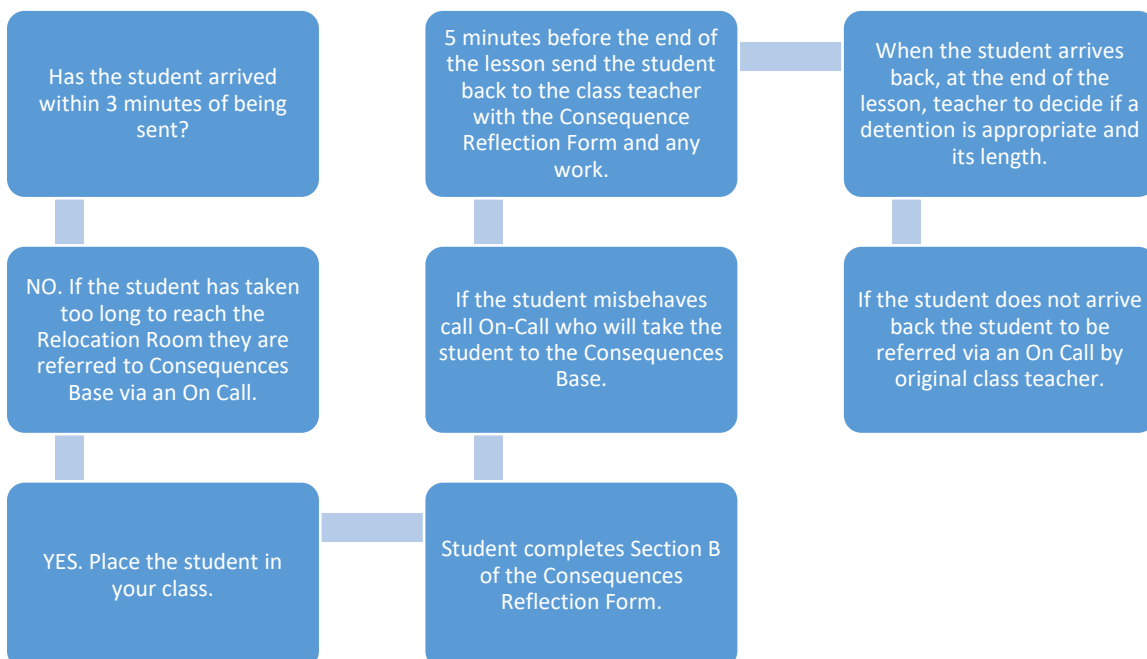 Has the student arrived
within 3 minutes of being
sent?
NO. If the student has taken
too long to reach the
Relocation Room they are
referred to Consequences
Base via an On Call.
YES. Place the student in
your class.
Student completes Section B
of the Consequences
Reflection Form.
If the student misbehaves
call On-Call who will take the
student to the Consequences
Base.
5 minutes before the end of
the lesson send the student
back to the class teacher
with the Consequence
Reflection Form and any
work.
When the student arrives
back, at the end of the
lesson, teacher to decide if a
detention is appropriate and
its length.
If the student does not arrive
back the student to be
referred via an On Call by
original class teacher.